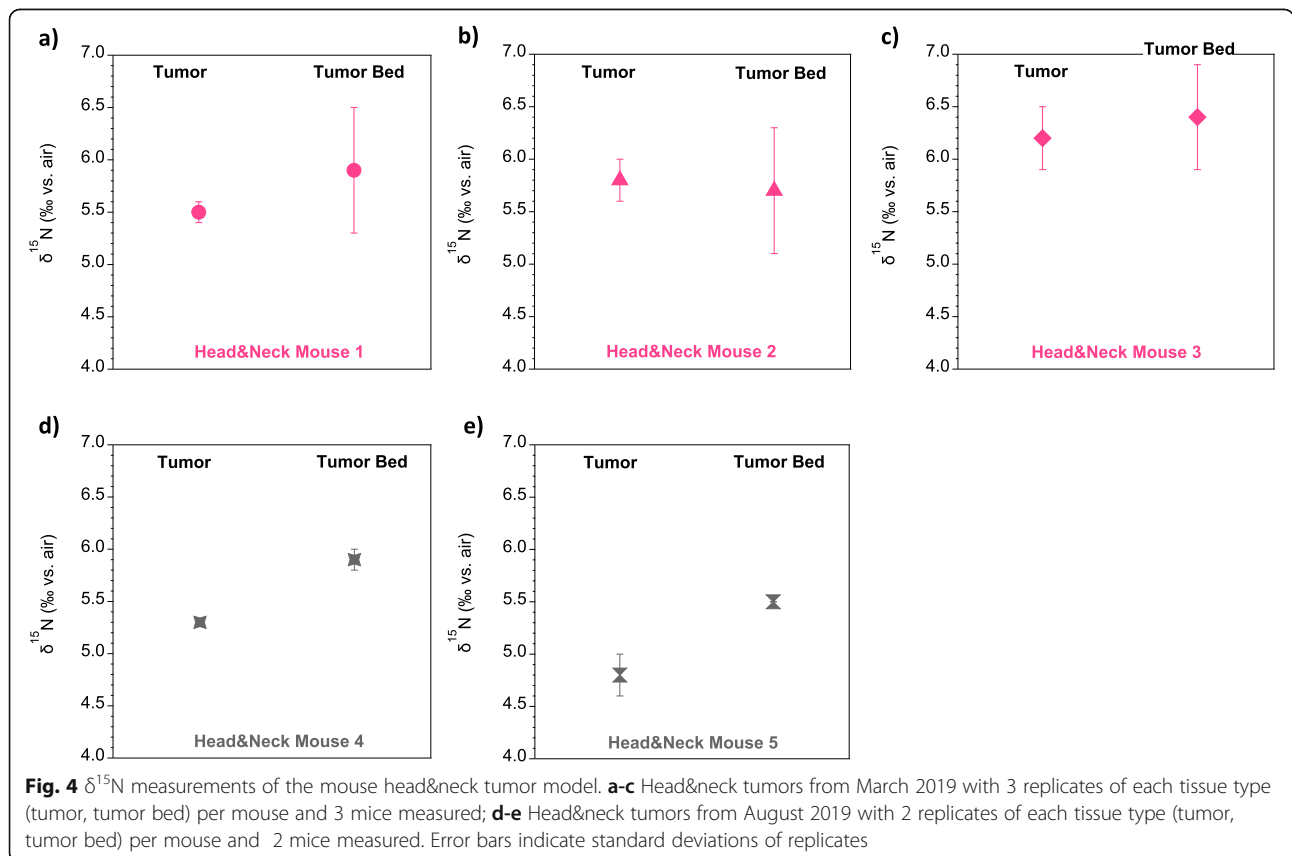 a)
7.0
6.5
6.0
5.5
5.0
4.5
4.0
δ 15 N (‰ vs. air)
Tumor Tumor Bed
Head&Neck Mouse 1
b)
7.0
6.5
6.0
5.5
5.0
4.5
4.0
δ 15 N (‰ vs. air)
Tumor Tumor Bed
Head&Neck Mouse 2
c)
7.0
6.5
6.0
5.5
5.0
4.5
4.0
δ 15 N (‰ vs. air)
Tumor Tumor Bed
Head&Neck Mouse 3
d)
7.0
6.5
6.0
5.5
5.0
4.5
4.0
δ 15 N (‰ vs. air)
Tumor Tumor Bed
Head&Neck Mouse 4
e)
7.0
6.5
6.0
5.5
5.0
4.5
4.0
δ 15 N (‰ vs. air)
Tumor Tumor Bed
Head&Neck Mouse 5
Fig. 4 δ15N measurements of the mouse head&neck tumor model. a-c Head&neck tumors from March 2019 with 3 replicates of each tissue type
(tumor, tumor bed) per mouse and 3 mice measured; d-e Head&neck tumors from August 2019 with 2 replicates of each tissue type (tumor,
tumor bed) per mouse and 2 mice measured. Error bars indicate standard deviations of replicates